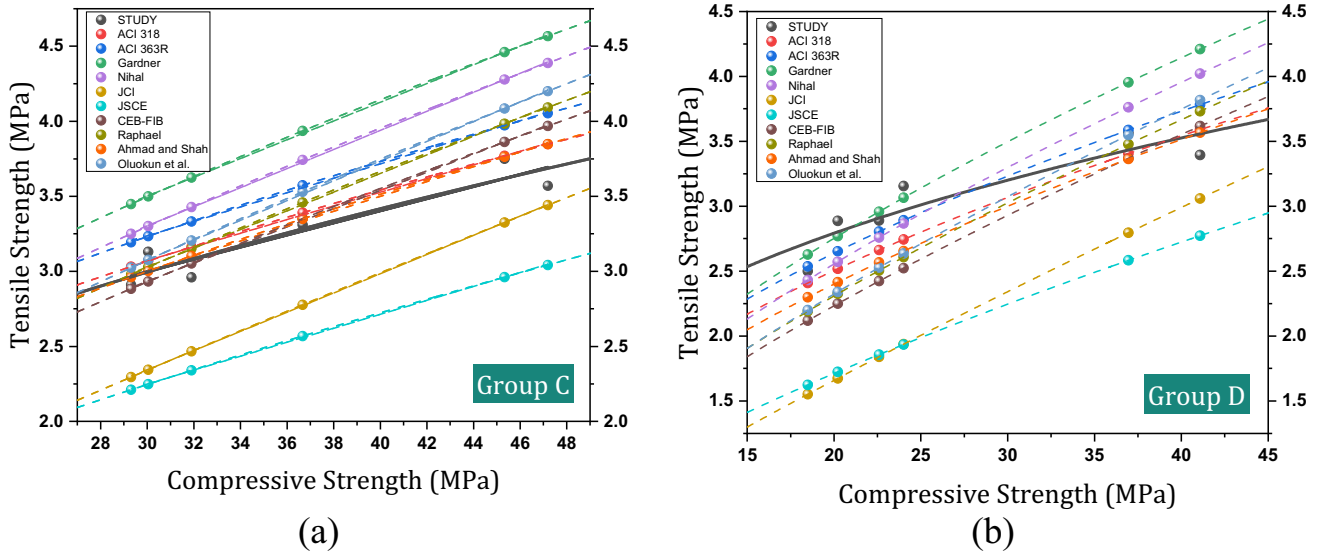 STUDY
ACI 318
ACI 363R
Gardner
Nihal
JCI
JSCE
CEB-FIB
Raphael
Ahmad and Shah
Oluokun et al.
Tensile Strength (MPa)
4.5
4.0
3.5
3.0
2.5
2.0
4.5
4.0
3.5
3.0
2.5
2.0
Group C
28 30 32 34 36 38 40 42 44 46 48
Compressive Strength (MPa)
(a)
STUDY
ACI 318
ACI 363R
Gardner
Nihal
JCI
JSCE
CEB-FIB
Raphael
Ahmad and Shah
Oluokun et al.
Tensile Strength (MPa)
4.5
4.0
3.5
3.0
2.5
2.0
1.5
4.5
4.0
3.5
3.0
2.5
2.0
1.5
Group D
15 20 25 30 35 40 45
Compressive Strength (MPa)
(b)